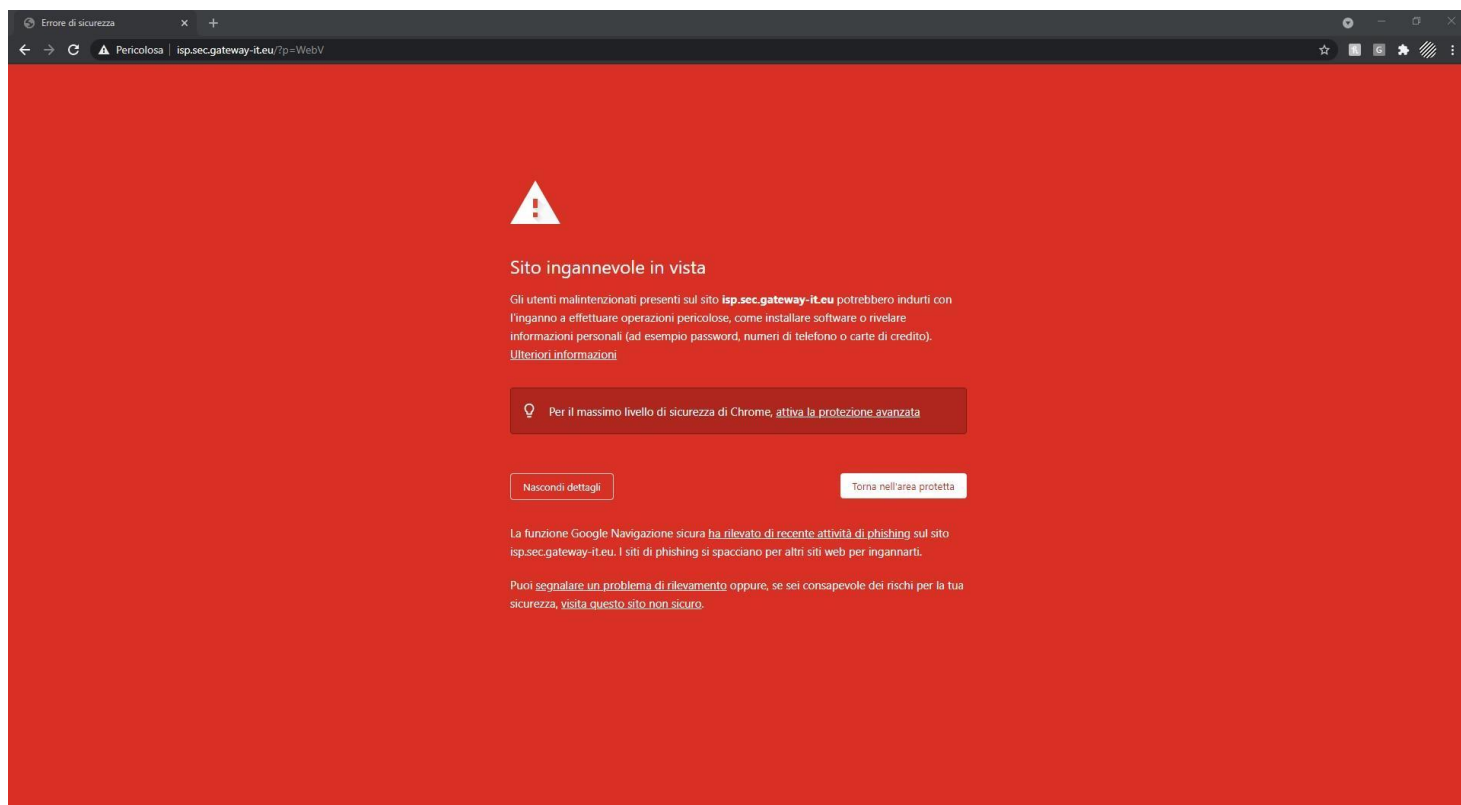 Errore di sicurezza
Pericolosa | isp.sec.gateway-it.eu/?p=WebV
G
Sito ingannevole in vista
Gli utenti malintenzionati presenti sul sito isp.sec.gateway-it.eu potrebbero indurti con
l'inganno a effettuare operazioni pericolose, come installare software o rivelare
informazioni personali (ad esempio password, numeri di telefono o carte di credito).
Ulteriori informazioni
Per il massimo livello di sicurezza di Chrome, attiva la protezione avanzata
Nascondi dettagli
Torna nell'area protetta
La funzione Google Navigazione sicura ha rilevato di recente attività di phishing sul sito
isp.sec.gateway-it.eu. I siti di phishing si spacciano per altri siti web per ingannarti.
Puoi segnalare un problema di rilevamento oppure, se sei consapevole dei rischi per la tua
sicurezza, visita questo sito non sicuro.